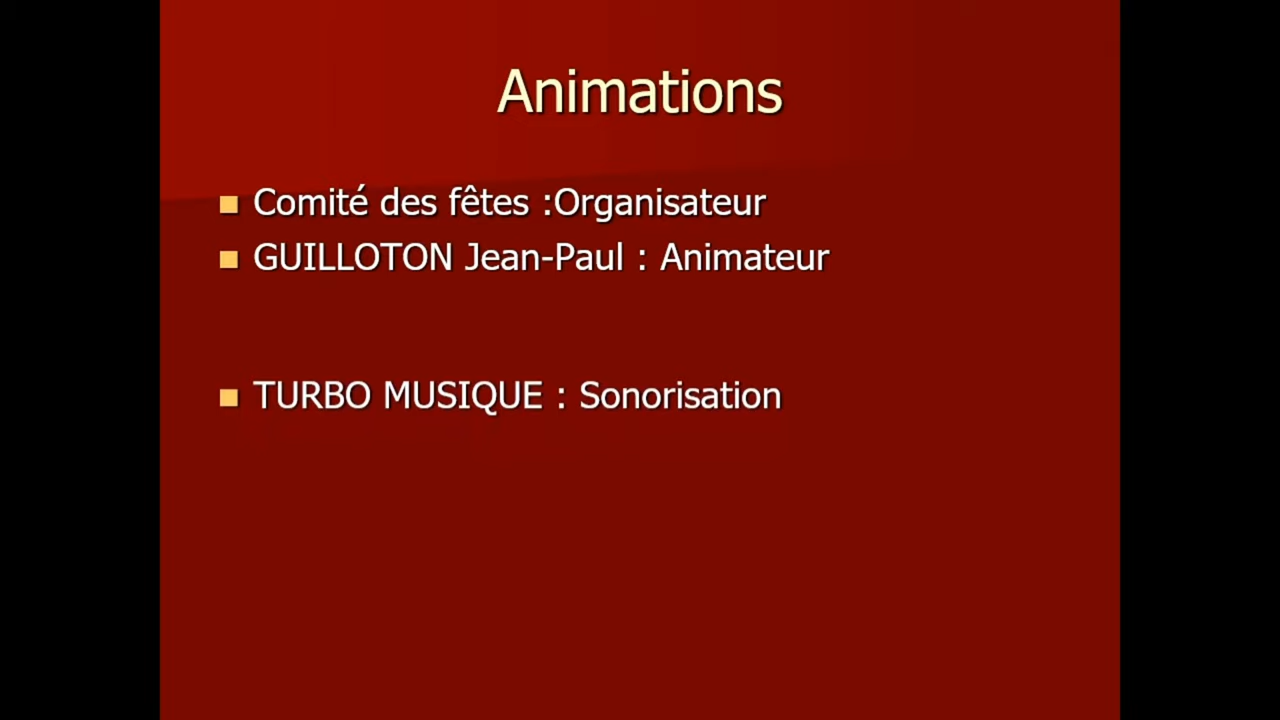 Animations
Comité des fêtes :Organisateur
GUILLOTON Jean-Paul : Animateur
TURBO MUSIQUE : Sonorisation